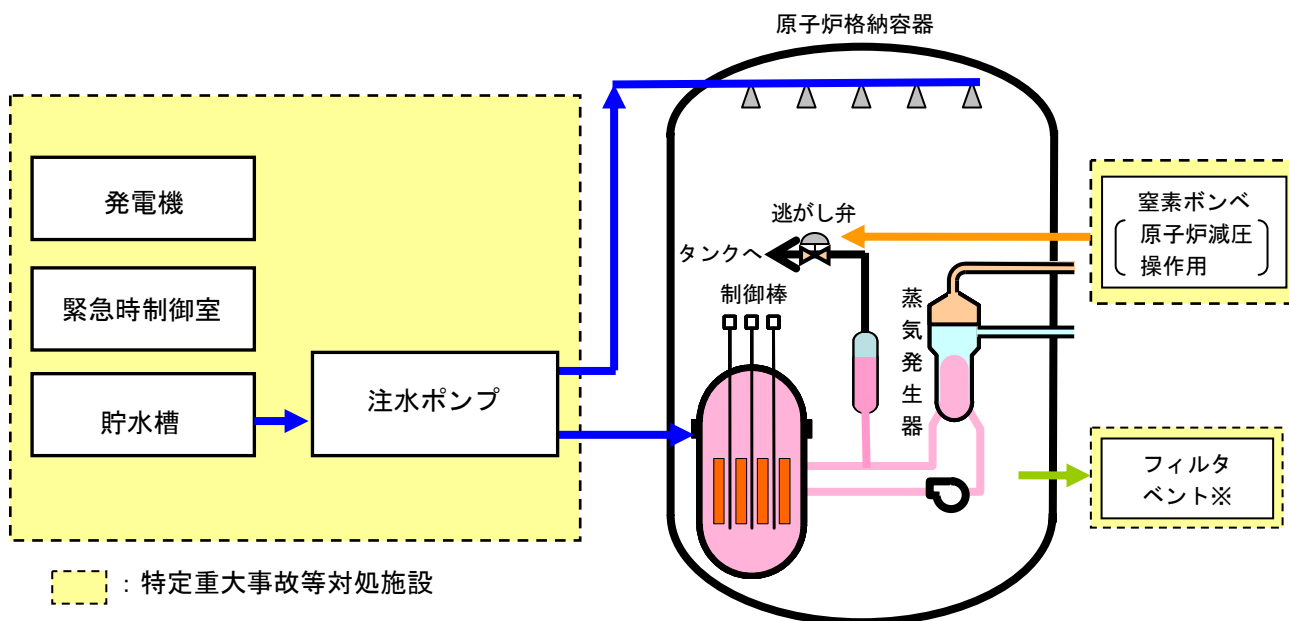 原子炉格納容器
発電機
緊急時制御室
貯水槽
注水ポンプ
逃がし弁
タンクへ
制御棒
蒸気発生器
窒素ボンベ
原子炉減圧
操作用
フィルタ
ベント※
：特定重大事故等対処施設